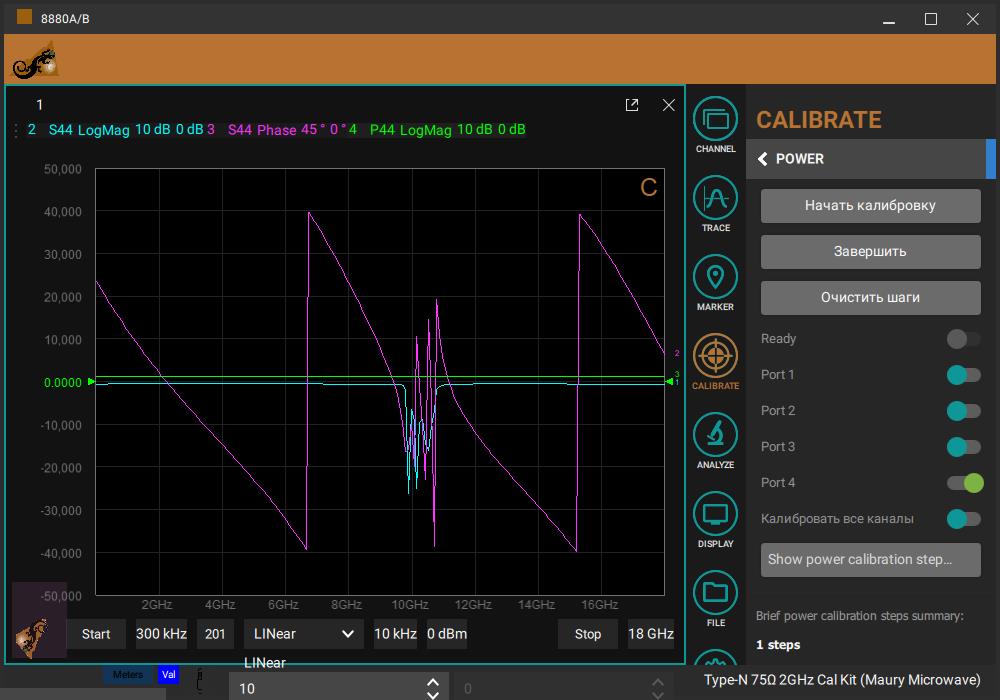 8880A/B
1
2 S44 LogMag 10 dB 0 dB 3 S44 Phase 45° 0° 4 P44 LogMag 10 dB 0 dB
50,000
40,000
30,000
20,000
10,000
0.0000
-10,000
-20,000
-30,000
-40,000
-50,000
C
2
3
1
2GHz 4GHz 6GHz 8GHz 10GHz 12GHz 14GHz 16GHz
Start 300 kHz 201 LINear 10 kHz 0 dBm Stop 18 GHz
LINear
Meters Val
10
0
CHANNEL
TRACE
MARKER
CALIBRATE
ANALYZE
DISPLAY
FILE
CALIBRATE
POWER
Начать калибровку
Завершить
Очистить шаги
Ready
Port 1
Port 2
Port 3
Port 4
Калибровать все каналы
Show power calibration step...
Brief power calibration steps summary:
1 steps
Type-N 75Ω 2GHz Cal Kit (Maury Microwave)